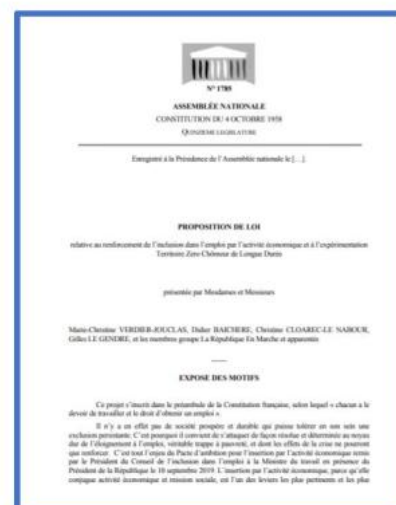 N° 1785
ASSEMBLÉE NATIONALE
CONSTITUTION DU 4 OCTOBRE 1958
QUINZIEME LEGISLATURE
Enregistré à la Présidence de l'Assemblée nationale le […].
PROPOSITION DE LOI
relative au renforcement de l'inclusion dans l'emploi par l'activité économique et à l'expérimentation
Territoire Zero Chômeur de Longue Durée
présentée par Mesdames et Messieurs
Marie-Christine VERDIER-JOUCLAS, Didier BAICHERE, Christine CLOAREC-LE NABOUR,
Gilles LE GENDRE, et les membres groupe La République En Marche et apparentés
EXPOSE DES MOTIFS
Ce projet s'inscrit dans le préambule de la Constitution française, selon lequel « chacun a le
devoir de travailler et le droit d'obtenir un emploi ».
Il n'y a en effet pas de société prospère et durable qui puisse tolérer en son sein une
exclusion persistante. C'est pourquoi il convient de s'attaquer de façon résolue et déterminée au noyau
dur de l'éloignement à l'emploi, véritable trappe à pauvreté, et dont les effets de la crise ne pourront
que renforcer. C'est tout l'enjeu du Pacte d'ambition pour l'insertion par l'activité économique remis
par le Président du Conseil de l'inclusion dans l'emploi à la Ministre du travail en présence du
Président de la République le 10 septembre 2019. L'insertion par l'activité économique, parce qu'elle
conjugue activité économique et mission sociale, est l'un des leviers les plus pertinents et les plus